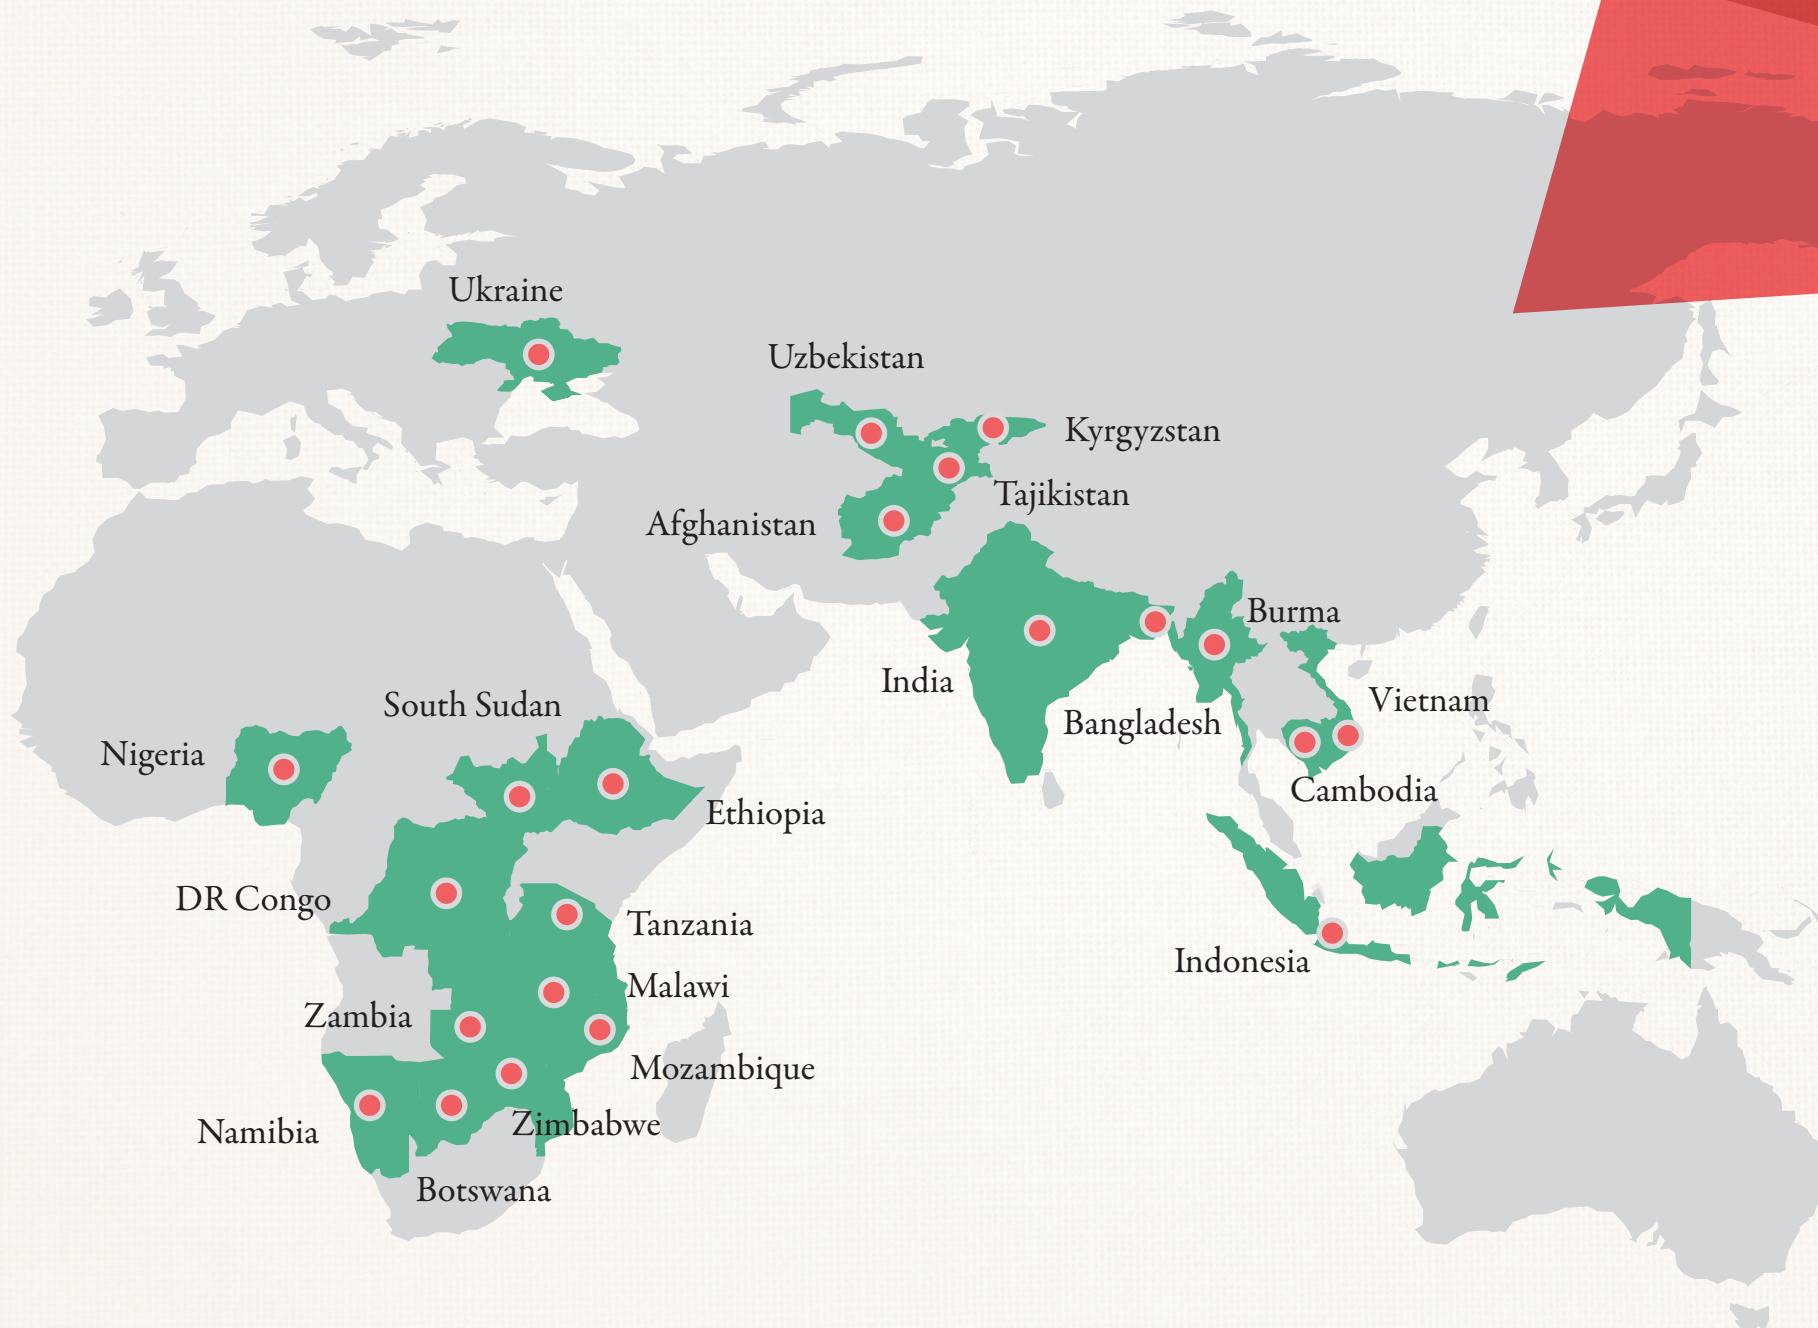 Ukraine
Uzbekistan
Kyrgyzstan
Tajikistan
Afghanistan
Burma
India
Vietnam
South Sudan
Bangladesh
Nigeria
Cambodia
Ethiopia
DR Congo
Tanzania
Indonesia
Malawi
Zambia
Mozambique
Zimbabwe
Namibia
Botswana